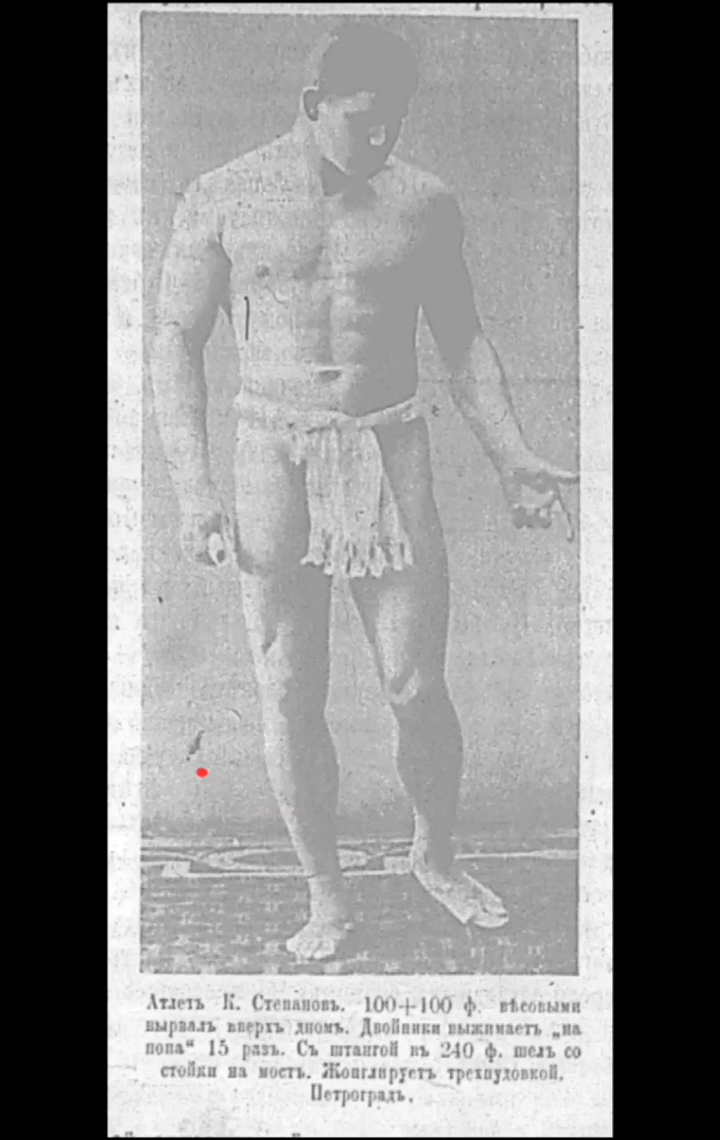 Атлетъ К. Степановъ. 100+100 ф. вѣсовыми
вырвалъ вверхъ дномъ. Двойники выжимаетъ „на
попа“ 15 разъ. Съ штангой въ 240 ф. шелъ со
стойки на мостъ. Жонглируетъ трехпудовкой.
Петроградъ.